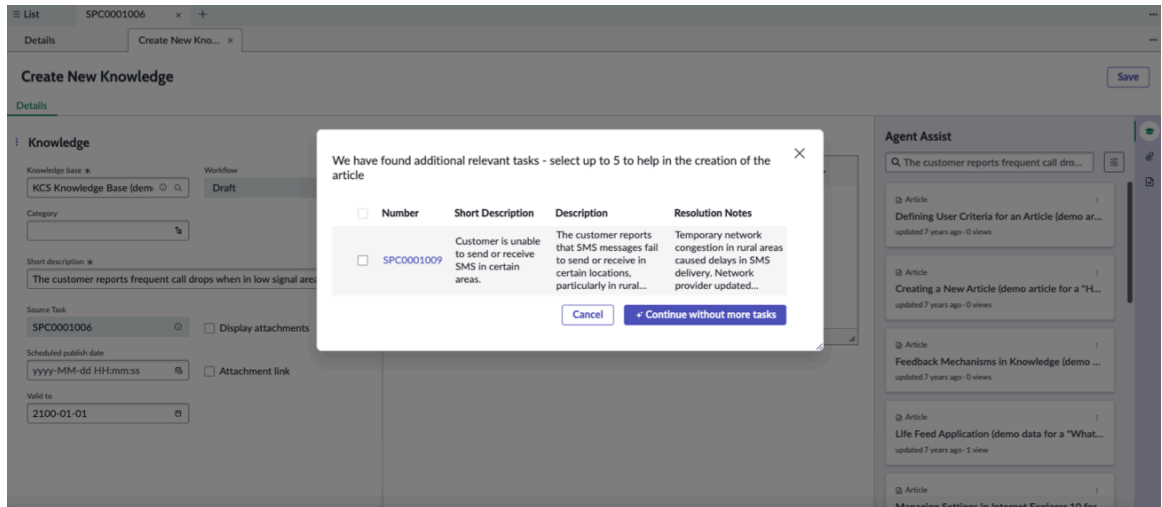 List
SPC0001006
Details
Create New Kno...
Create New Knowledge
Save
Details
Knowledge
Knowledge base
Workflow
KCS Knowledge Base (dem
Draft
Category
Short description
The customer reports frequent call drops when in low signal area
Source Task
SPC0001006
Display attachments
Scheduled publish date
yyyy-MM-dd HH:mm:ss
Attachment link
Valid to
2100-01-01
We have found additional relevant tasks - select up to 5 to help in the creation of the
article
Number
Short Description
Description
Resolution Notes
SPC0001009
Customer is unable
to send or receive
SMS in certain
areas.
The customer reports
that SMS messages fail
to send or receive in
certain locations,
particularly in rural...
Temporary network
congestion in rural areas
caused delays in SMS
delivery. Network
provider updated...
Cancel
Continue without more tasks
Agent Assist
The customer reports frequent call dro...
Article
Defining User Criteria for an Article (demo ar...
updated 7 years ago - 0 views
Article
Creating a New Article (demo article for a "H...
updated 7 years ago - 0 views
Article
Feedback Mechanisms in Knowledge (demo ...
updated 7 years ago - 0 views
Article
Life Feed Application (demo data for a "What...
updated 7 years ago - 1 view
Article
Managing Settings in Internet Explorer 10 for